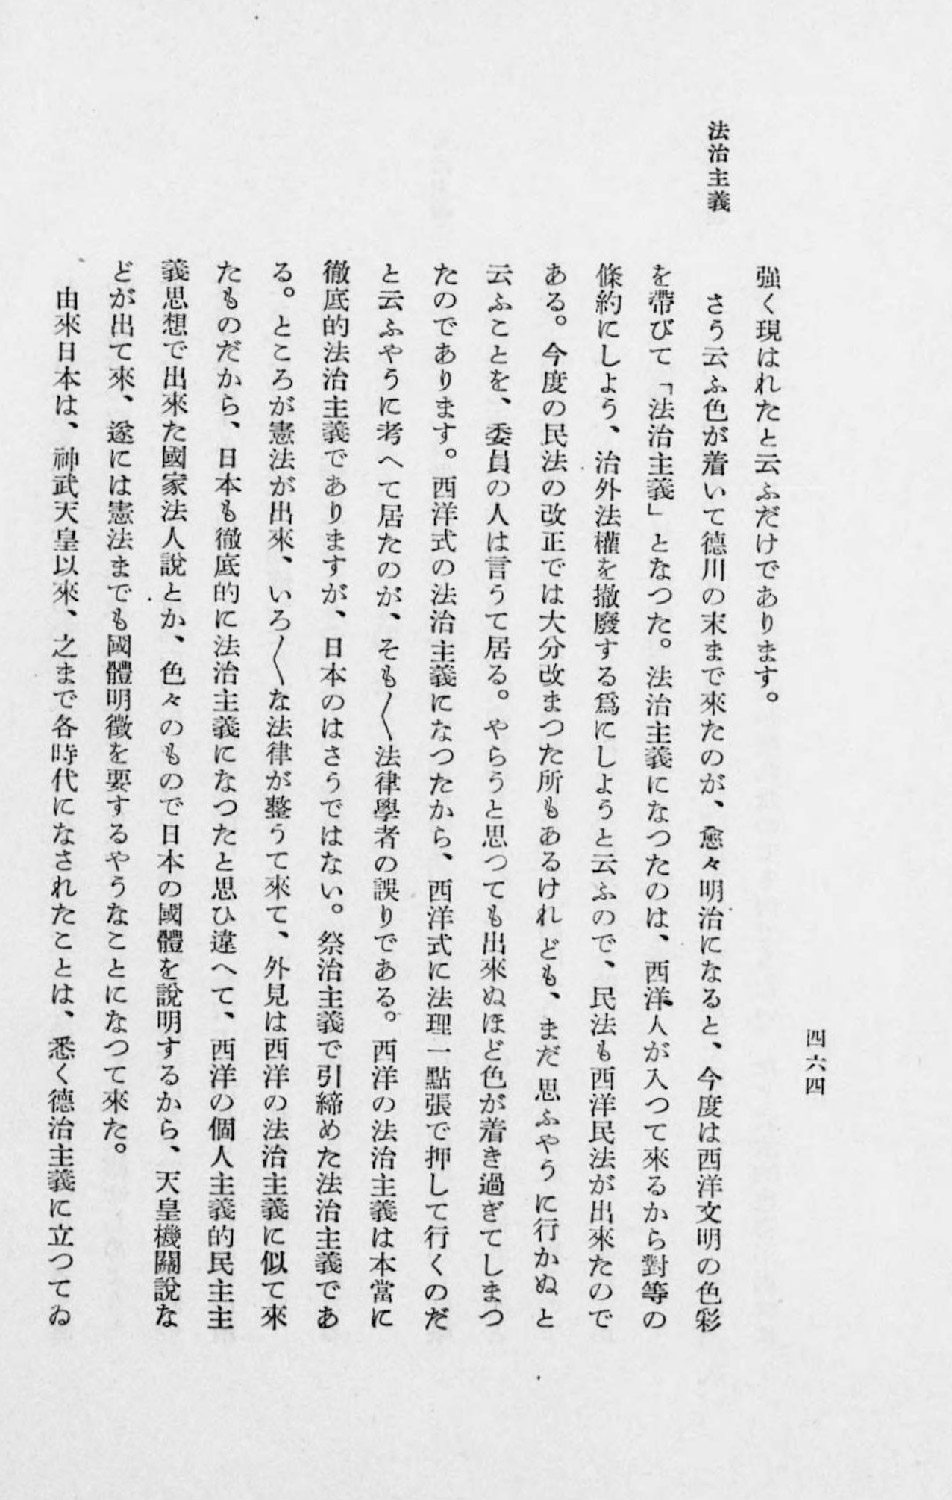 四六四
法治主義
強く現はれたと云ふだけであります。
さう云ふ色が着いて德川の末まで來たのが、愈々明治になると、今度は西洋文明の色彩
を帶びて「法治主義」となつた。法治主義になつたのは、西洋人が入つて來るから對等の
條約にしよう、治外法權を撤廢する爲にしようと云ふので、民法も西洋民法が出來たので
ある。今度の民法の改正では大分改まつた所もあるけれども、まだ思ふやうに行かぬと
云ふことを、委員の人は言うて居る。やらうと思つても出來ぬほど色が着き過ぎてしまつ
たのであります。西洋式の法治主義になつたから、西洋式に法理一點張で押して行くのだ
と云ふやうに考へて居たのが、そも〳〵法律學者の誤りである。西洋の法治主義は本當に
徹底的法治主義でありますが、日本のはさうではない。祭治主義で引締めた法治主義であ
る。ところが憲法が出來、いろ〳〵な法律が整うて來て、外見は西洋の法治主義に似て來
たものだから、日本も徹底的に法治主義になつたと思ひ違へて、西洋の個人主義的民主主
義思想で出來た國家法人說とか、色々のもので日本の國體を說明するから、天皇機關說な
どが出て來、遂には憲法までも國體明徵を要するやうなことになつて來た。
由來日本は、神武天皇以來、之まで各時代になされたことは、悉く德治主義に立つてゐ